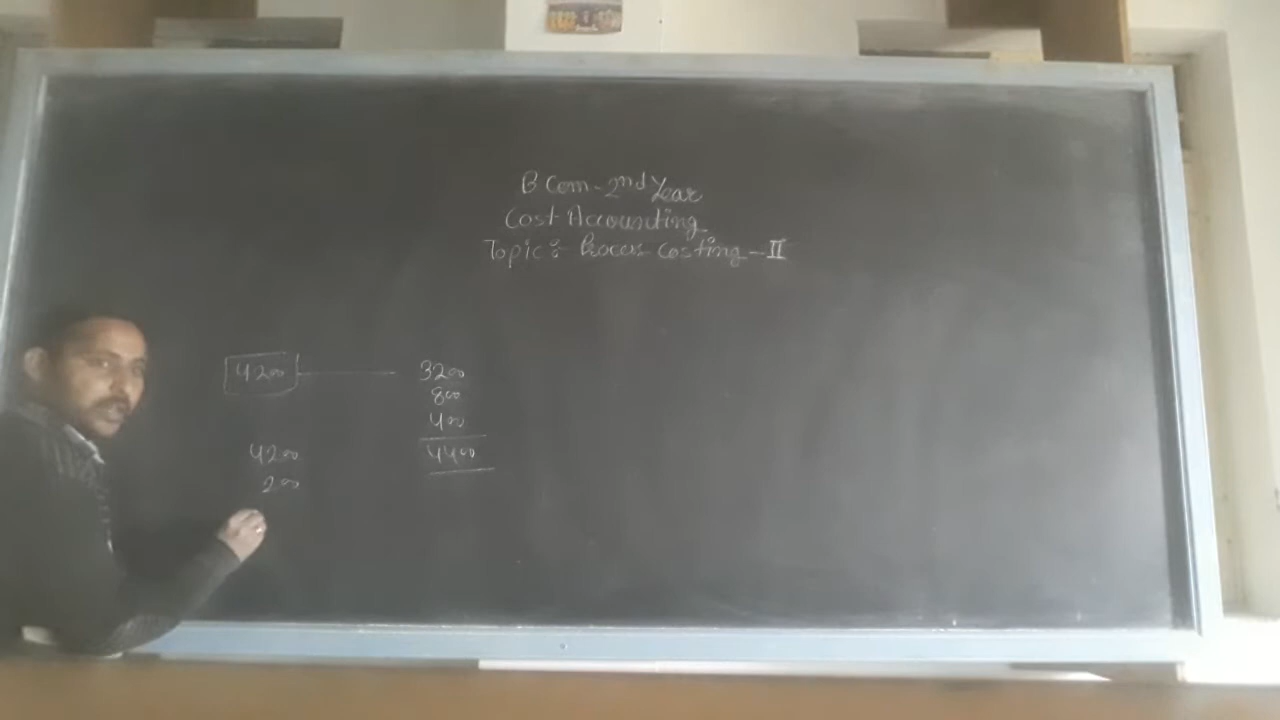 B Com - 2nd Year
Cost Accounting
Topic : Process Costing - II
4200 3200
800
400
4200 4400
200